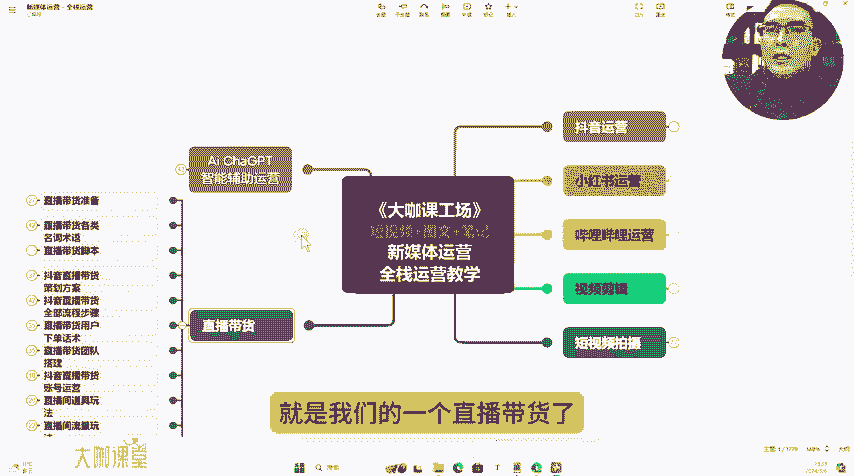 新媒体运营 - 全栈运营
Ai ChaGPT
智能辅助运营
直播带货准备
直播带货各类
名词术语
直播带货脚本
抖音直播带货
策划方案
抖音直播带货
全部流程步骤
直播带货用户
下单话术
直播带货团队
搭建
抖音直播带货
账号运营
直播间道具玩
法
直播间流量玩
直播带货
《大咖课工场》
短视频+图文+笔记
新媒体运营
全栈运营教学
抖音运营
小红书运营
哔哩哔哩运营
视频剪辑
短视频拍摄
就是我们的一个直播带货了
大咖课堂